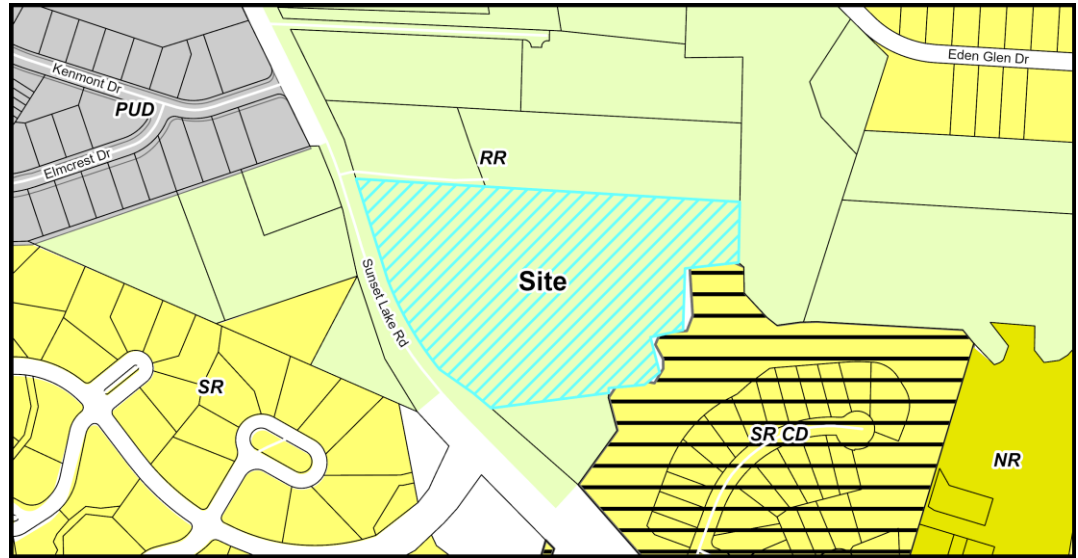 Kenmont Dr
Eden Glen Dr
PUD
Elmcrest Dr
RR
Sunset Lake Rd
Site
SR
SR CD
NR